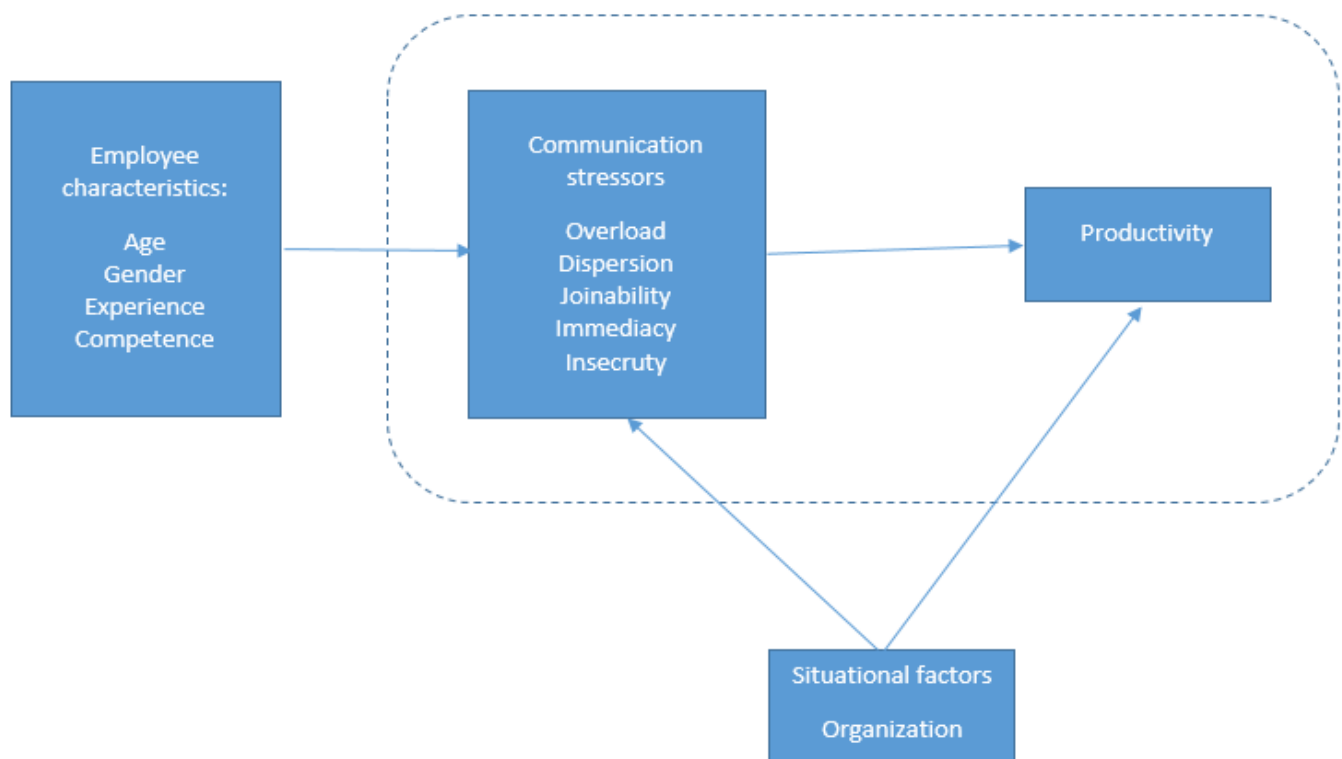 Employee
characteristics:
Age
Gender
Experience
Competence
Communication
stressors
Overload
Dispersion
Joinability
Immediacy
Insecruty
Productivity
Situational factors
Organization